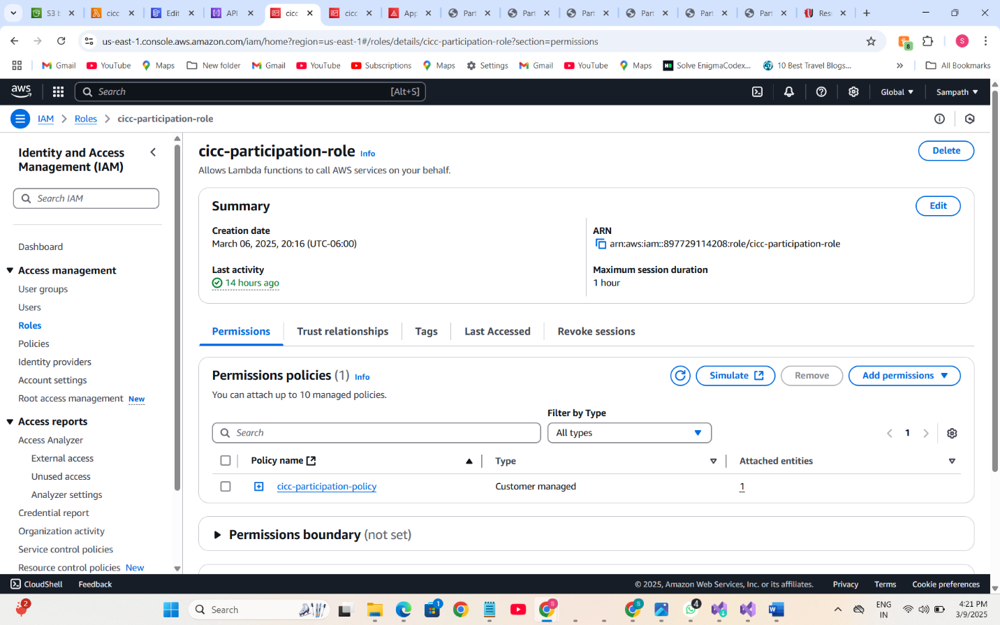 S3 b
cicc
Edit
API
cicc
cicc
App
Part
Part
Part
Part
Part
Part
Resu
us-east-1.console.aws.amazon.com/iam/home?region=us-east-1#/roles/details/cicc-participation-role?section=permissions
8
S
Gmail
YouTube
Maps
New folder
Gmail
YouTube
Subscriptions
Maps
Settings
Gmail
YouTube
Maps
Solve EnigmaCodex...
10 Best Travel Blogs...
All Bookmarks
aws
Search
[Alt+S]
Global
Sampath
IAM
Roles
cicc-participation-role
Identity and Access
Management (IAM)
Search IAM
Dashboard
Access management
User groups
Users
Roles
Policies
Identity providers
Account settings
Root access management New
Access reports
Access Analyzer
External access
Unused access
Analyzer settings
Credential report
Organization activity
Service control policies
Resource control policies New
cicc-participation-role Info
Delete
Allows Lambda functions to call AWS services on your behalf.
Summary
Edit
Creation date
March 06, 2025, 20:16 (UTC-06:00)
ARN
arn:aws:iam::897729114208:role/cicc-participation-role
Last activity
14 hours ago
Maximum session duration
1 hour
Permissions
Trust relationships
Tags
Last Accessed
Revoke sessions
Permissions policies (1) Info
Simulate
Remove
Add permissions
You can attach up to 10 managed policies.
Filter by Type
Search
All types
1
Policy name
Type
Attached entities
cicc-participation-policy
Customer managed
1
Permissions boundary (not set)
CloudShell
Feedback
© 2025, Amazon Web Services, Inc. or its affiliates.
Privacy
Terms
Cookie preferences
2
Search
1
S
S
4
ENG
IN
4:21 PM
3/9/2025